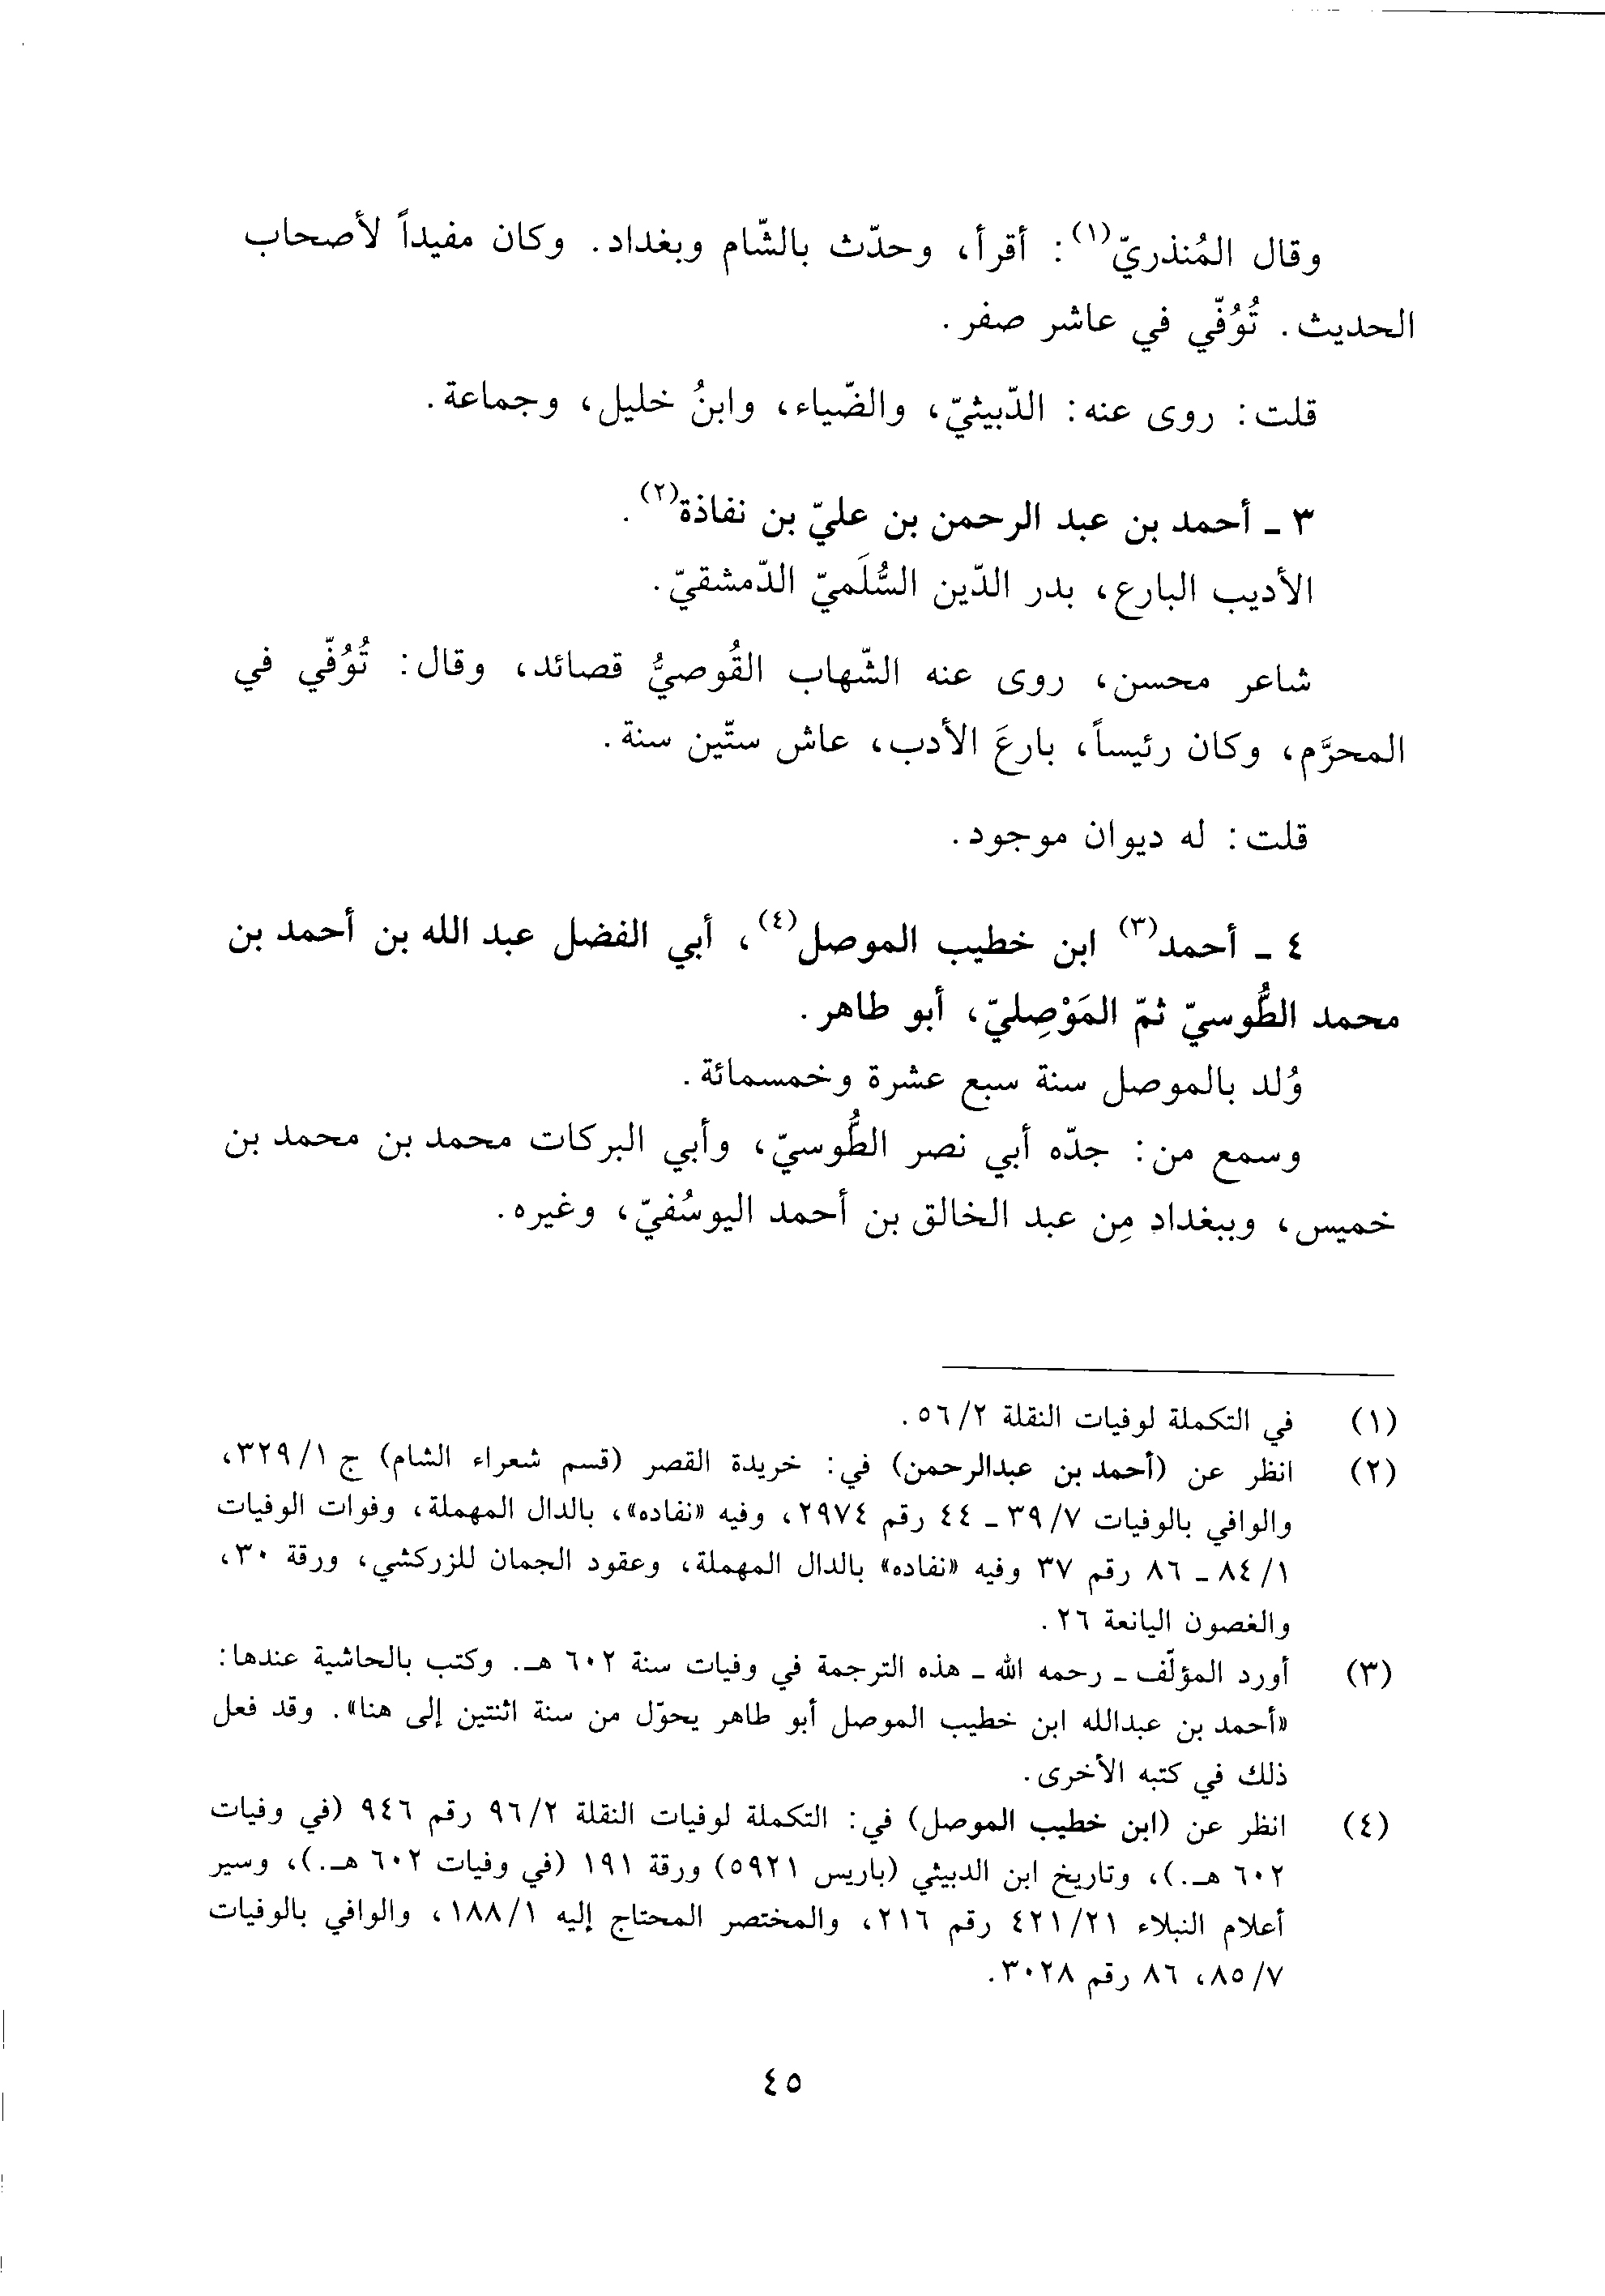 وقال المُنذريّ(١): أقرأ، وحدّث بالشّام وبغداد. وكان مفيداً لأصحاب
الحديث. تُوُفّي في عاشر صفر.
قلت: روى عنه: الدّبيثيّ، والضّياء، وابنُ خليل، وجماعة.
٣ ـ أحمد بن عبد الرحمن بن عليّ بن نفاذة(٢).
الأديب البارع، بدر الدّين السُّلَميّ الدّمشقيّ.
شاعر محسن، روى عنه الشّهاب القُوصيُّ قصائد، وقال: تُوُفّي في
المحرَّم، وكان رئيساً، بارعَ الأدب، عاش ستّين سنة.
قلت: له ديوان موجود.
٤ ـ أحمد(٣) ابن خطيب الموصل(٤)، أبي الفضل عبد الله بن أحمد بن
محمد الطُّوسيّ ثمّ المَوْصِليّ، أبو طاهر.
وُلد بالموصل سنة سبع عشرة وخمسمائة.
وسمع من: جدّه أبي نصر الطُّوسيّ، وأبي البركات محمد بن محمد بن
خميس، وببغداد مِن عبد الخالق بن أحمد اليوسُفيّ، وغيره.
(١) في التكملة لوفيات النقلة ٥٦/٢.
(٢) انظر عن (أحمد بن عبدالرحمن) في: خريدة القصر (قسم شعراء الشام) ج ٣٢٩/١،
والوافي بالوفيات ٣٩/٧ ـ ٤٤ رقم ٢٩٧٤، وفيه «نفاده»، بالدال المهملة، وفوات الوفيات
٨٤/١ ـ ٨٦ رقم ٣٧ وفيه «نفاده» بالدال المهملة، وعقود الجمان للزركشي، ورقة ٣٠،
والغصون اليانعة ٢٦.
(٣) أورد المؤلّف ـ رحمه الله ـ هذه الترجمة في وفيات سنة ٦٠٢ هـ. وكتب بالحاشية عندها:
«أحمد بن عبدالله ابن خطيب الموصل أبو طاهر يحوّل من سنة اثنتين إلى هنا». وقد فعل
ذلك في كتبه الأخرى.
(٤) انظر عن (ابن خطيب الموصل) في: التكملة لوفيات النقلة ٩٦/٢ رقم ٩٤٦ (في وفيات
٦٠٢ هـ.)، وتاريخ ابن الدبيثي (باريس ٥٩٢١) ورقة ١٩١ (في وفيات ٦٠٢ هـ.)، وسير
أعلام النبلاء ٤٢١/٢١ رقم ٢١٦، والمختصر المحتاج إليه ١٨٨/١، والوافي بالوفيات
٨٥/٧، ٨٦ رقم ٣٠٢٨.
٤٥